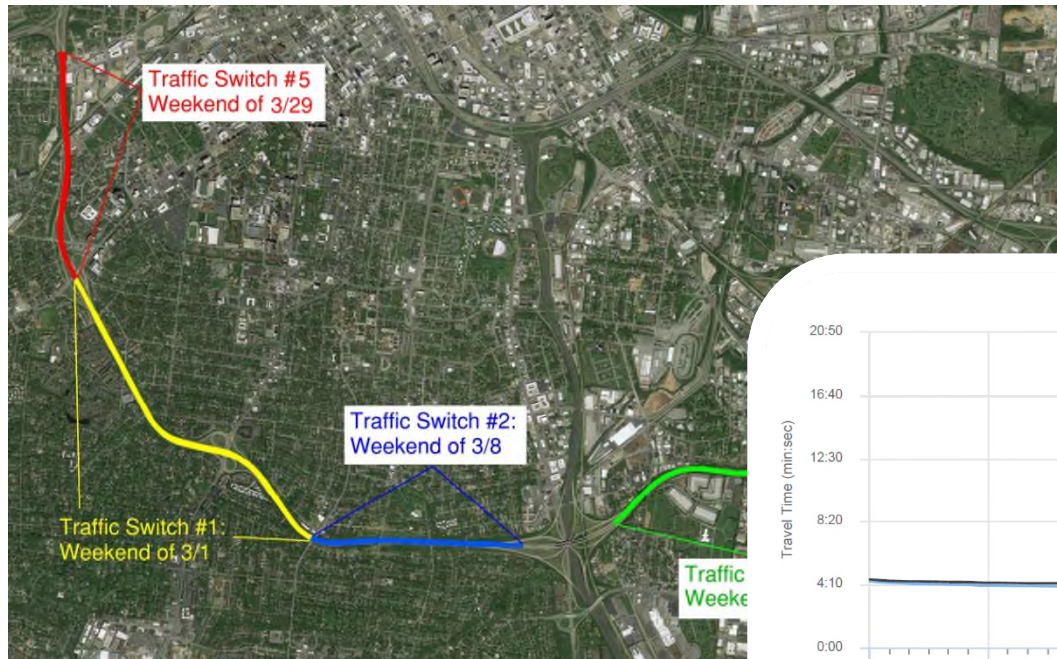 Traffic Switch #5
Weekend of 3/29
Traffic Switch #2:
Weekend of 3/8
Traffic Switch #1:
Weekend of 3/1
Traffic
Travel Time (min:sec)
20:50
16:40
12:30
8:20
4:10
0:00